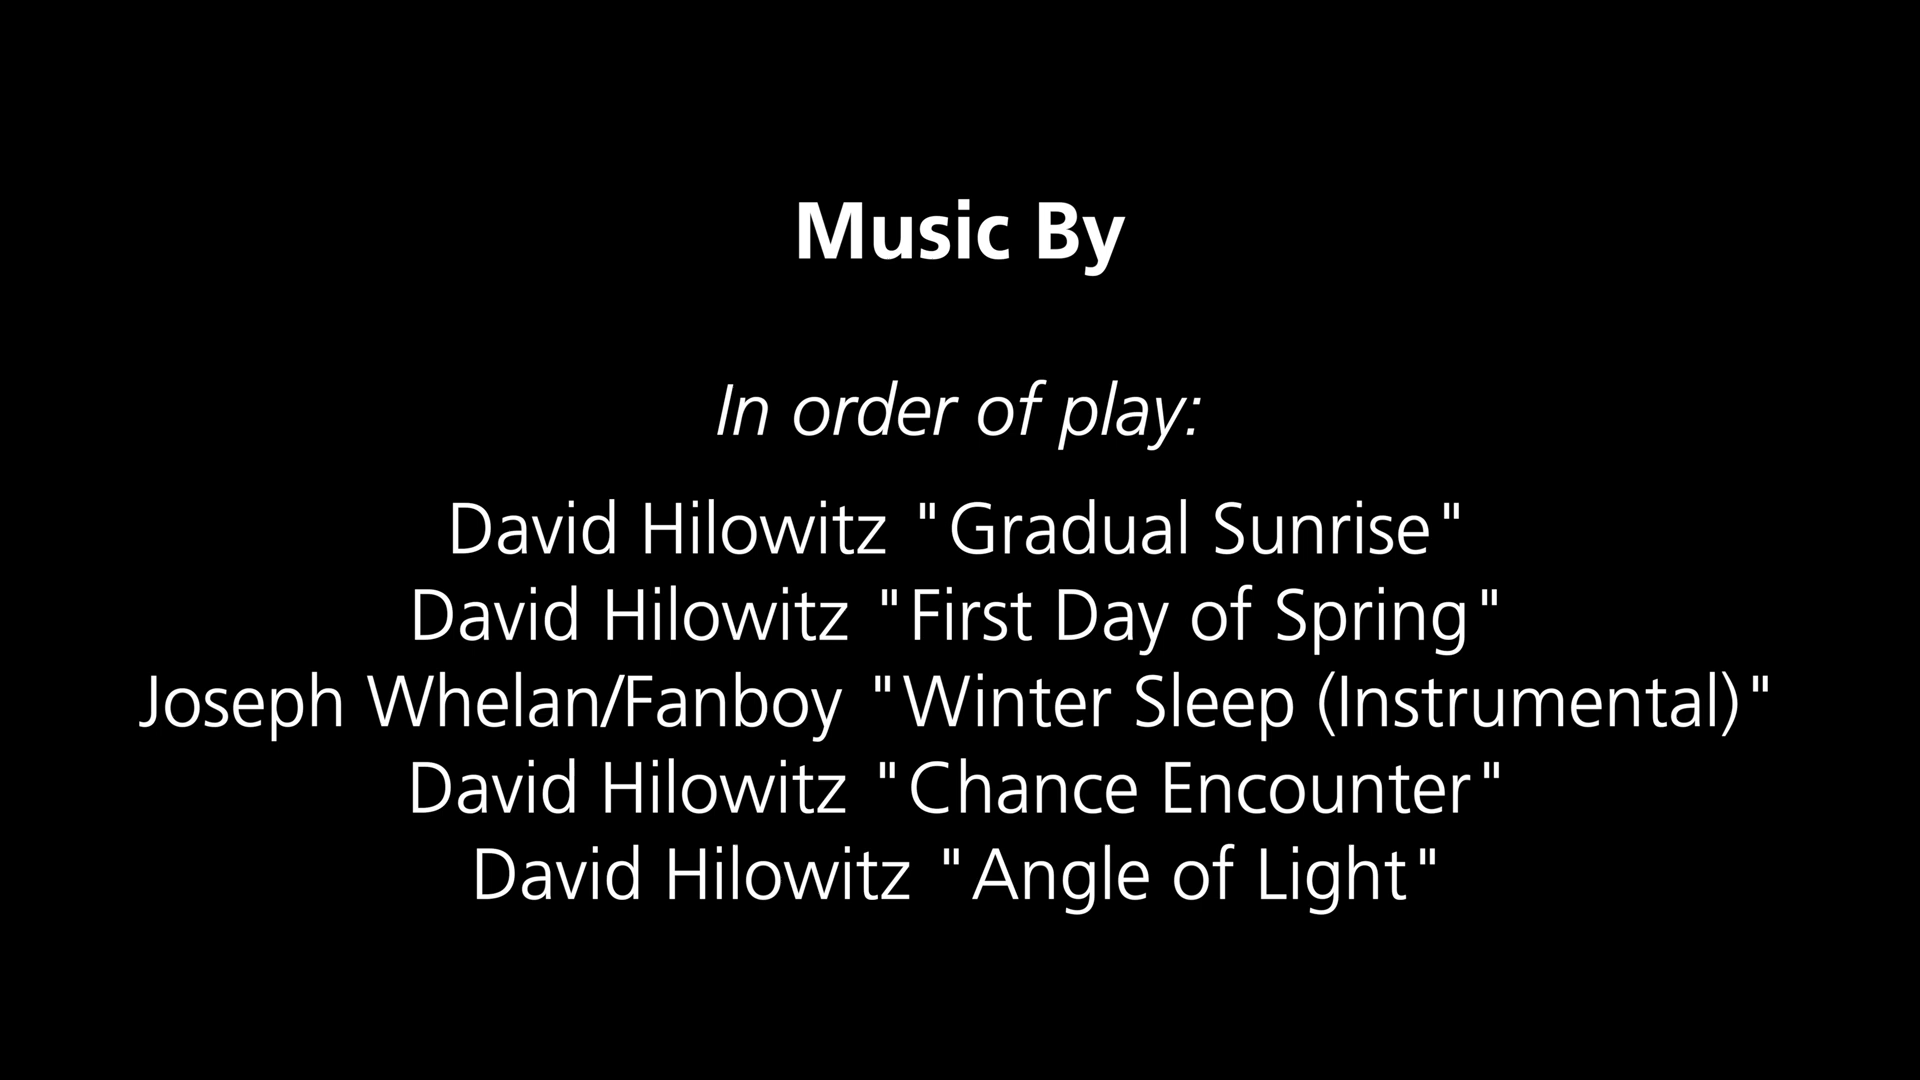 Music By
In order of play:
David Hilowitz "Gradual Sunrise"
David Hilowitz "First Day of Spring"
Joseph Whelan/Fanboy "Winter Sleep (Instrumental)"
David Hilowitz "Chance Encounter"
David Hilowitz "Angle of Light"